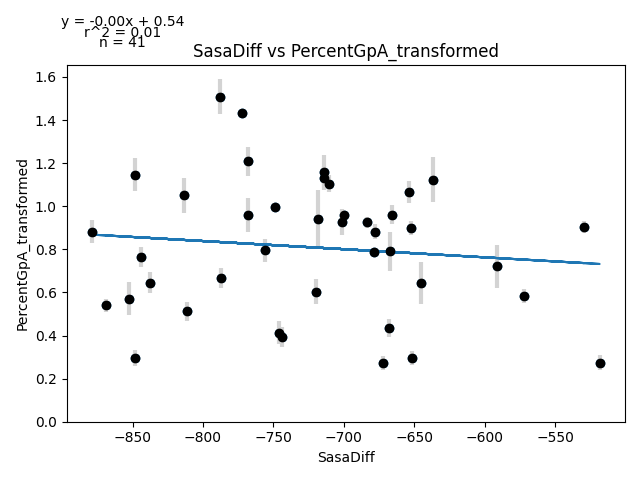 y = -0.00x + 0.54
r^2 = 0.01
n = 41
SasaDiff vs PercentGpA_transformed
1.6
1.4
1.2
1.0
0.8
0.6
0.4
0.2
0.0
PercentGpA_transformed
−850
−800
−750
−700
−650
−600
−550
SasaDiff